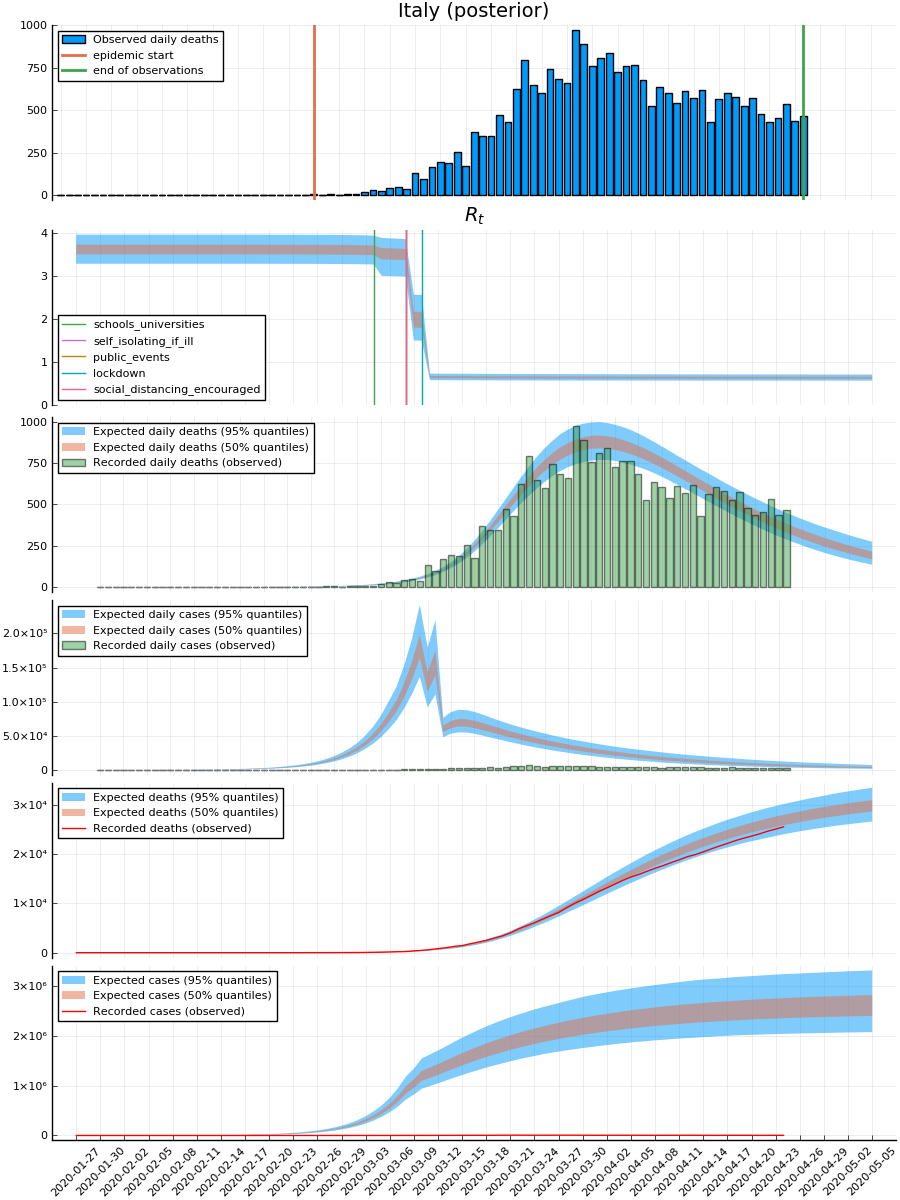 Italy (posterior)
1000
750
500
250
0
Observed daily deaths
epidemic start
end of observations
R_t
4
3
2
1
0
schools_universities
self_isolating_if_ill
public_events
lockdown
social_distancing_encouraged
1000
750
500
250
0
Expected daily deaths (95% quantiles)
Expected daily deaths (50% quantiles)
Recorded daily deaths (observed)
2.0×10⁵
1.5×10⁵
1.0×10⁵
5.0×10⁴
0
Expected daily cases (95% quantiles)
Expected daily cases (50% quantiles)
Recorded daily cases (observed)
3×10⁴
2×10⁴
1×10⁴
0
Expected deaths (95% quantiles)
Expected deaths (50% quantiles)
Recorded deaths (observed)
3×10⁶
2×10⁶
1×10⁶
0
Expected cases (95% quantiles)
Expected cases (50% quantiles)
Recorded cases (observed)
2020-01-27
2020-01-30
2020-02-02
2020-02-05
2020-02-08
2020-02-11
2020-02-14
2020-02-17
2020-02-20
2020-02-23
2020-02-26
2020-02-29
2020-03-03
2020-03-06
2020-03-09
2020-03-12
2020-03-15
2020-03-18
2020-03-21
2020-03-24
2020-03-27
2020-03-30
2020-04-02
2020-04-05
2020-04-08
2020-04-11
2020-04-14
2020-04-17
2020-04-20
2020-04-23
2020-04-26
2020-04-29
2020-05-02
2020-05-05